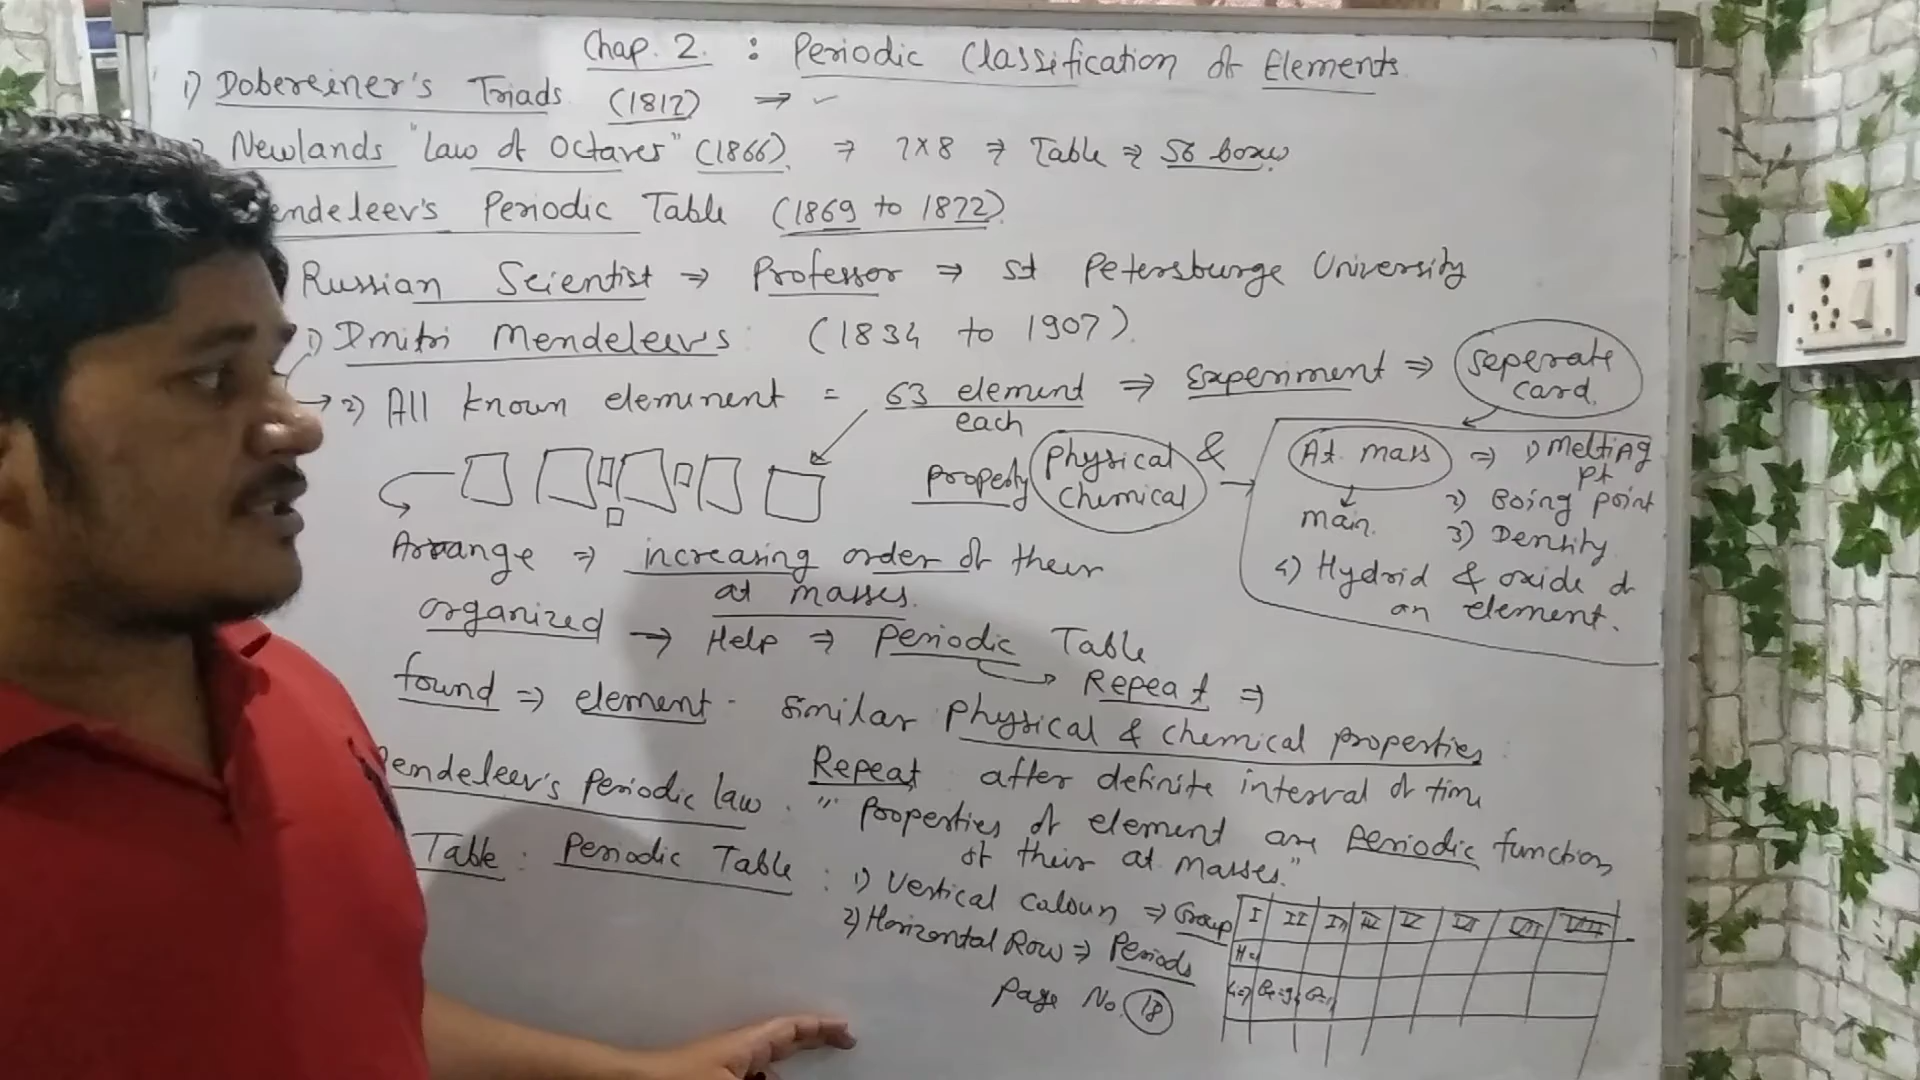 Chap. 2. : Periodic Classification of Elements
1) Dobereiner's Triads (1812) →
Newlands "Law of Octaves" (1866). ⇒ 7x8 ⇒ Table ⇒ 56 boxes.
endeleev's Periodic Table (1869 to 1872).
Russian Scientist ⇒ Professor ⇒ St Petersburge University
1) Dmitri Mendeleev's : (1834 to 1907).
→ 2) All known elemenent = 63 element ⇒ Experiment ⇒ Seperate card.
each
property physical & chemical
At. mass ⇒ 1) Melting pt
main. 2) Boing point
3) Density
4) Hydrid & oxide of
an element.
Arrange ⇒ increasing order of their
at masses.
organized → Help ⇒ Periodic Table
→ Repeat ⇒
found ⇒ element - similar physical & chemical properties :
Repeat after definite interval of time
endeleev's Periodic law . " Properties of element are Periodic function
of their at masses."
Table : Periodic Table : 1) Vertical caloun ⇒ Group
2) Horizontal Row ⇒ Periods
Page No. 18
I II III IV V VI VII VIII
H=